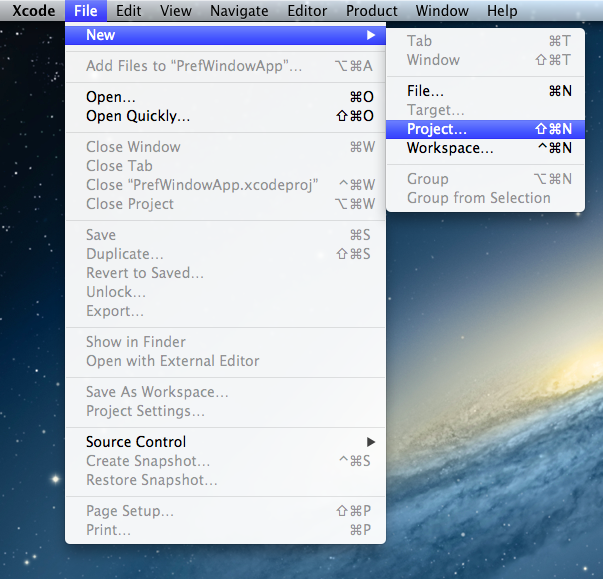 Xcode File Edit View Navigate Editor Product Window Help
New ▶
Add Files to “PrefWindowApp”... ⌥⌘A
Open... ⌘O
Open Quickly... ⇧⌘O
Close Window ⌘W
Close Tab
Close “PrefWindowApp.xcodeproj” ^⌘W
Close Project ⌥⌘W
Save ⌘S
Duplicate... ⇧⌘S
Revert to Saved...
Unlock...
Export...
Show in Finder
Open with External Editor
Save As Workspace...
Project Settings...
Source Control ▶
Create Snapshot... ^⌘S
Restore Snapshot...
Page Setup... ⇧⌘P
Print... ⌘P
Tab ⌘T
Window ⇧⌘T
File... ⌘N
Target...
Project... ⇧⌘N
Workspace... ^⌘N
Group ⌥⌘N
Group from Selection